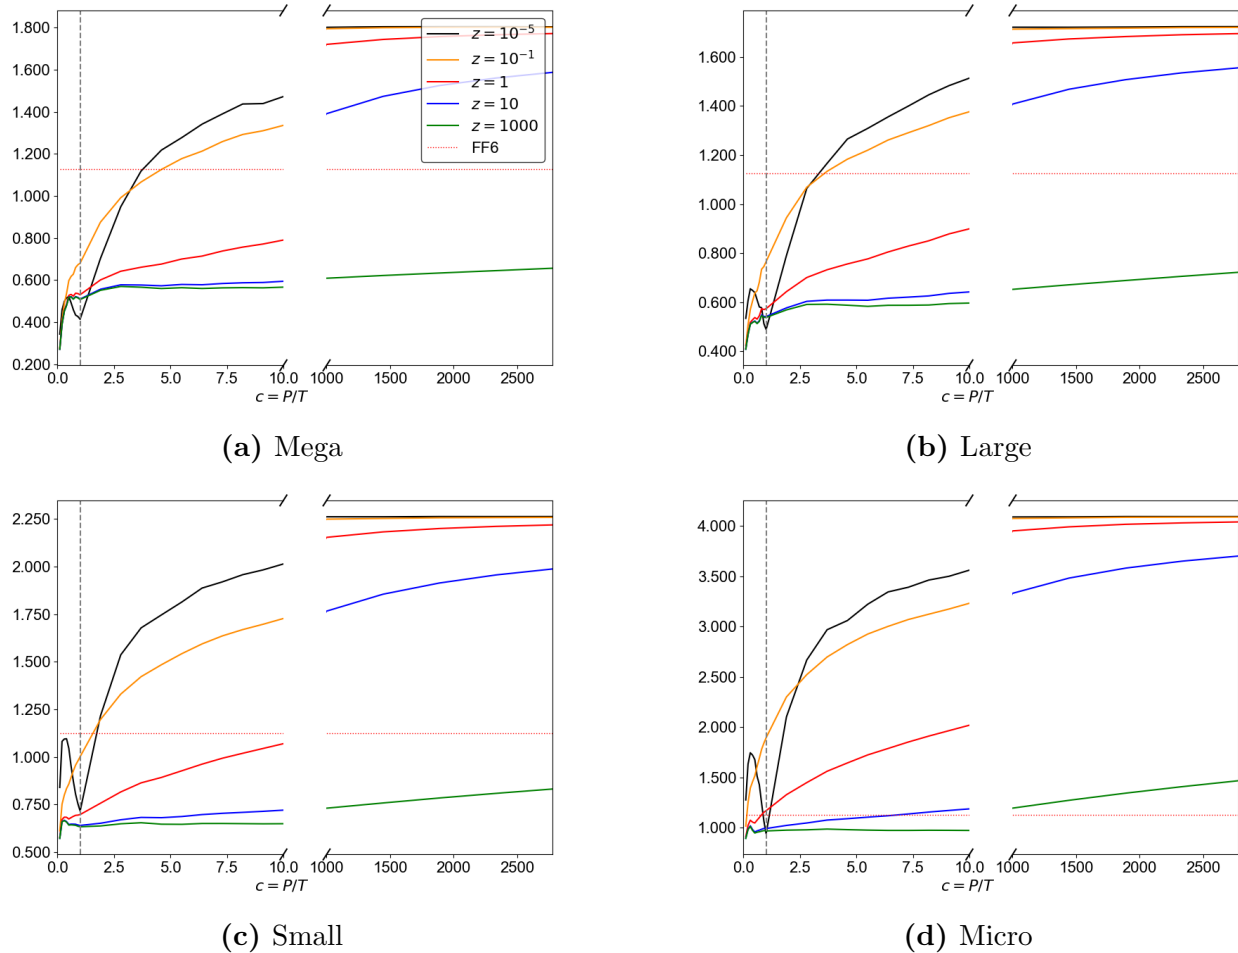 1.800
1.600
1.400
1.200
1.000
0.800
0.600
0.400
0.200
0.0 2.5 5.0 7.5 10.0 1000 1500 2000 2500
c = P/T
z = 10⁻⁵
z = 10⁻¹
z = 1
z = 10
z = 1000
FF6
(a) Mega
1.600
1.400
1.200
1.000
0.800
0.600
0.400
0.0 2.5 5.0 7.5 10.0 1000 1500 2000 2500
c = P/T
(b) Large
2.250
2.000
1.750
1.500
1.250
1.000
0.750
0.500
0.0 2.5 5.0 7.5 10.0 1000 1500 2000 2500
c = P/T
(c) Small
4.000
3.500
3.000
2.500
2.000
1.500
1.000
0.0 2.5 5.0 7.5 10.0 1000 1500 2000 2500
c = P/T
(d) Micro